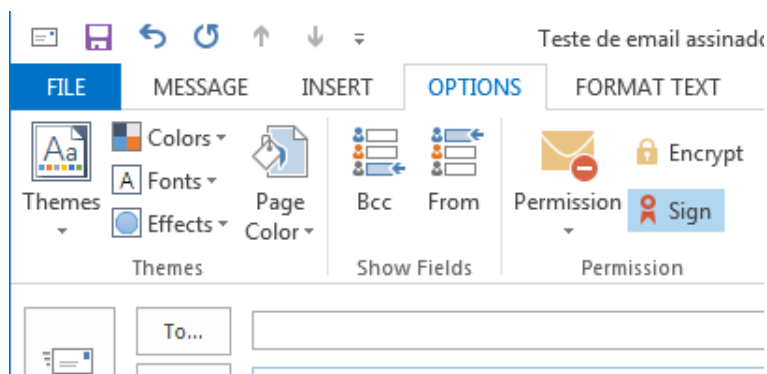 Teste de email assinado
FILE MESSAGE INSERT OPTIONS FORMAT TEXT
Aa Colors Encrypt
A Fonts
Themes Page Color Bcc From Permission Sign
Effects
Themes Show Fields Permission
To...